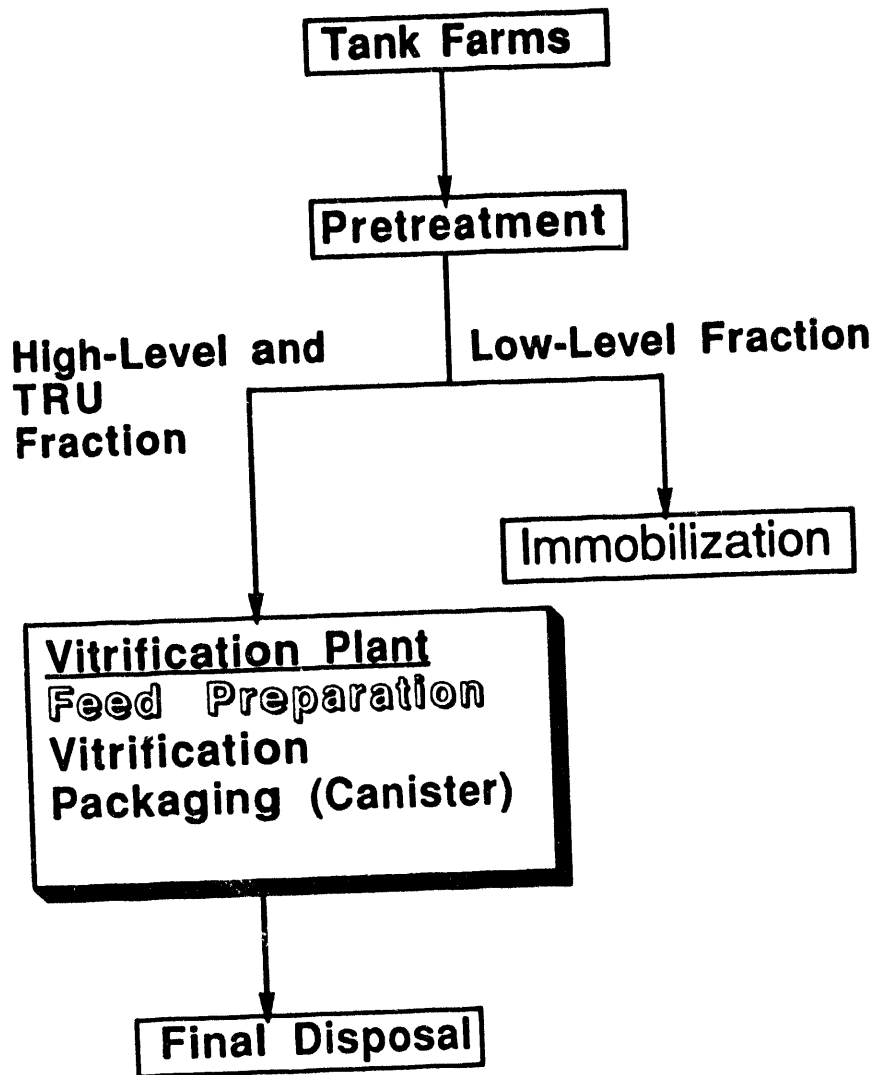 Tank Farms
Pretreatment
High-Level and
TRU
Fraction
Low-Level Fraction
Immobilization
Vitrification Plant
Feed Preparation
Vitrification
Packaging (Canister)
Final Disposal